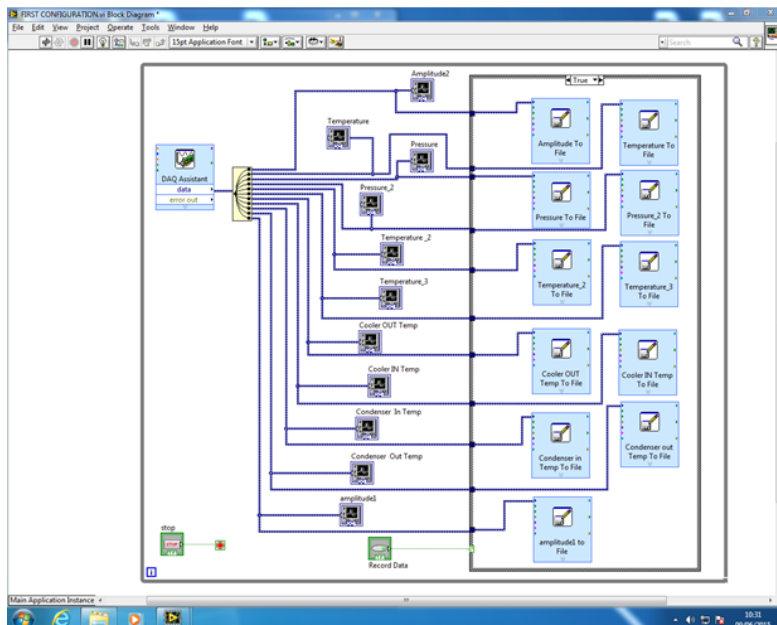 FIRST CONFIGURATION.vi Block Diagram *
File Edit View Project Operate Tools Window Help
15pt Application Font
Search
True
Amplitude2
Temperature
Pressure
Amplitude To
File
Temperature To
File
DAQ Assistant
data
error out
Pressure_2
Pressure To File
Pressure_2 To
File
Temperature _2
Temperature_3
Temperature_2
To File
Temperature_3
To File
Cooler OUT Temp
Cooler IN Temp
Cooler OUT
Temp To File
Cooler IN Temp
To File
Condenser In Temp
Condenser Out Temp
Condenser in
Temp To File
Condenser out
Temp To File
amplitude1
amplitude1 to
File
stop
STOP
Record Data
i
Main Application Instance
10:31